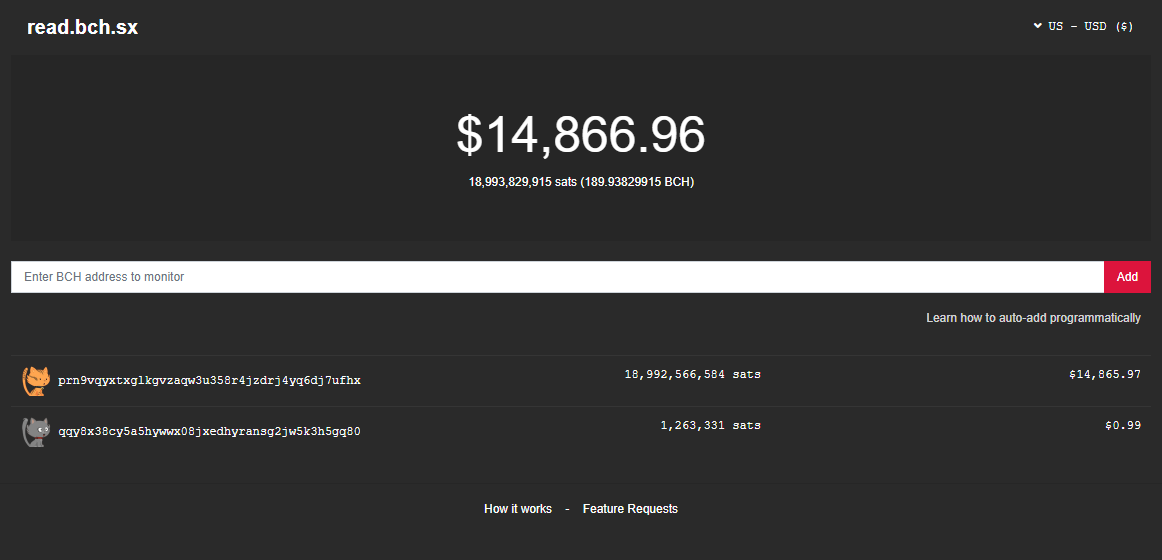 read.bch.sx
US - USD ($)
$14,866.96
18,993,829,915 sats (189.93829915 BCH)
Enter BCH address to monitor
Add
Learn how to auto-add programmatically
prn9vqyxtxglkgvzaqw3u358r4jzdrj4yq6dj7ufhx 18,992,566,584 sats $14,865.97
qqy8x38cy5a5hywwx08jxedhyransg2jw5k3h5gq80 1,263,331 sats $0.99
How it works - Feature Requests